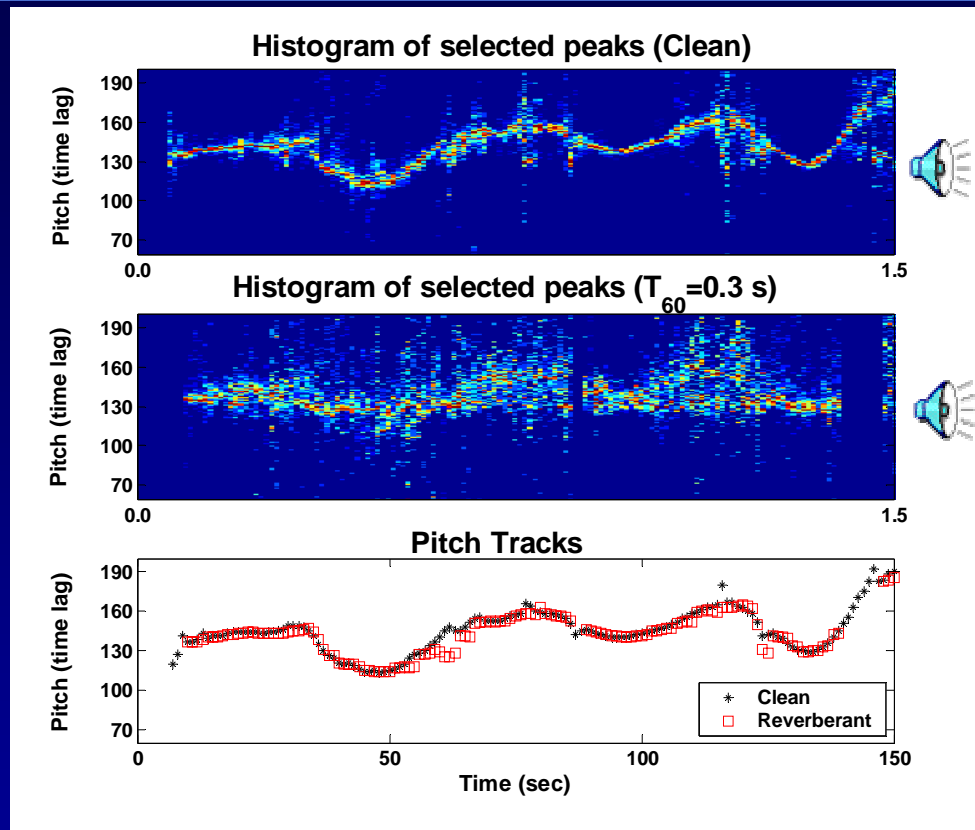 Histogram of selected peaks (Clean)
Pitch (time lag)
190
160
130
100
70
0.0
1.5
Histogram of selected peaks (T60=0.3 s)
Pitch (time lag)
190
160
130
100
70
0.0
1.5
Pitch Tracks
Pitch (time lag)
190
160
130
100
70
Clean
Reverberant
0
50
100
150
Time (sec)